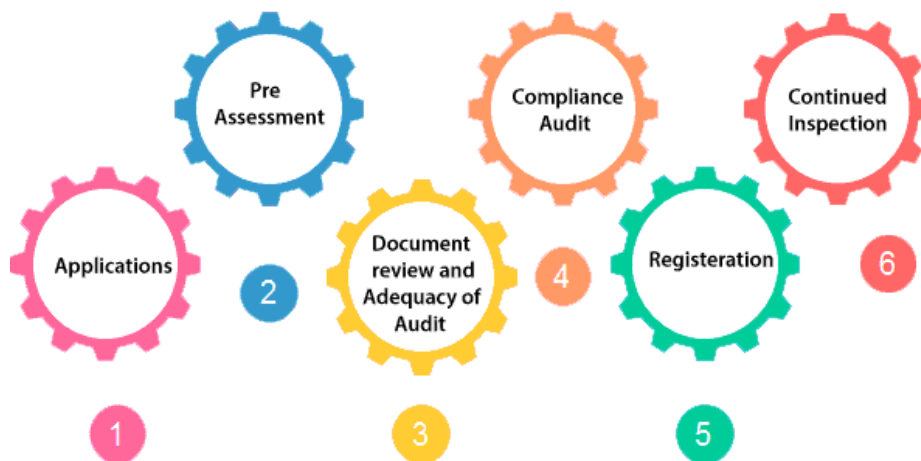 Applications
1
Pre
Assessment
2
Document
review and
Adequacy of
Audit
3
Compliance
Audit
4
Registeration
5
Continued
Inspection
6